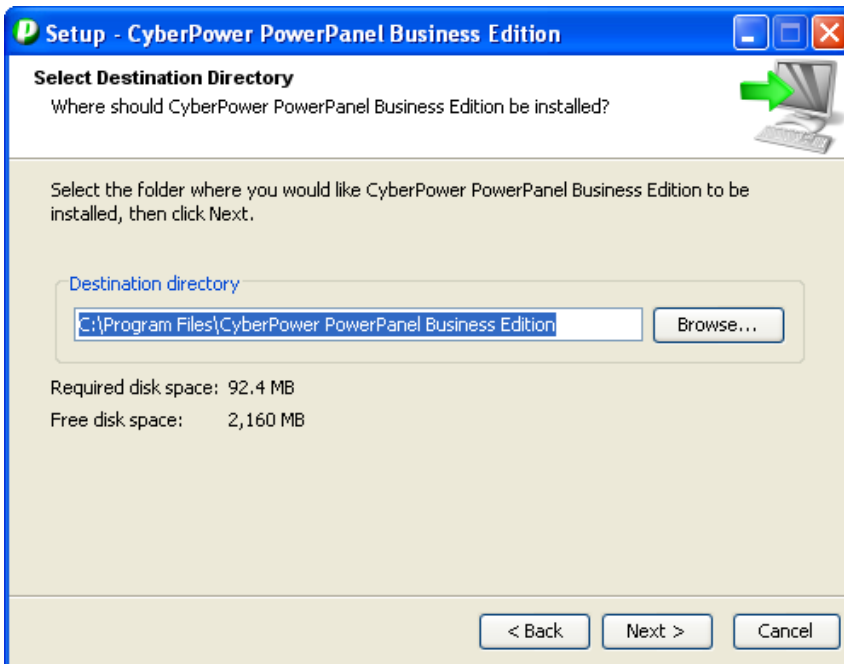 Setup - CyberPower PowerPanel Business Edition
Select Destination Directory
Where should CyberPower PowerPanel Business Edition be installed?
Select the folder where you would like CyberPower PowerPanel Business Edition to be
installed, then click Next.
Destination directory
C:\Program Files\CyberPower PowerPanel Business Edition
Browse...
Required disk space: 92.4 MB
Free disk space: 2,160 MB
< Back
Next >
Cancel